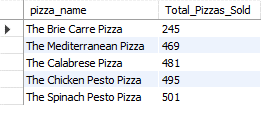 pizza_name Total_Pizzas_Sold
The Brie Carre Pizza 245
The Mediterranean Pizza 469
The Calabrese Pizza 481
The Chicken Pesto Pizza 495
The Spinach Pesto Pizza 501